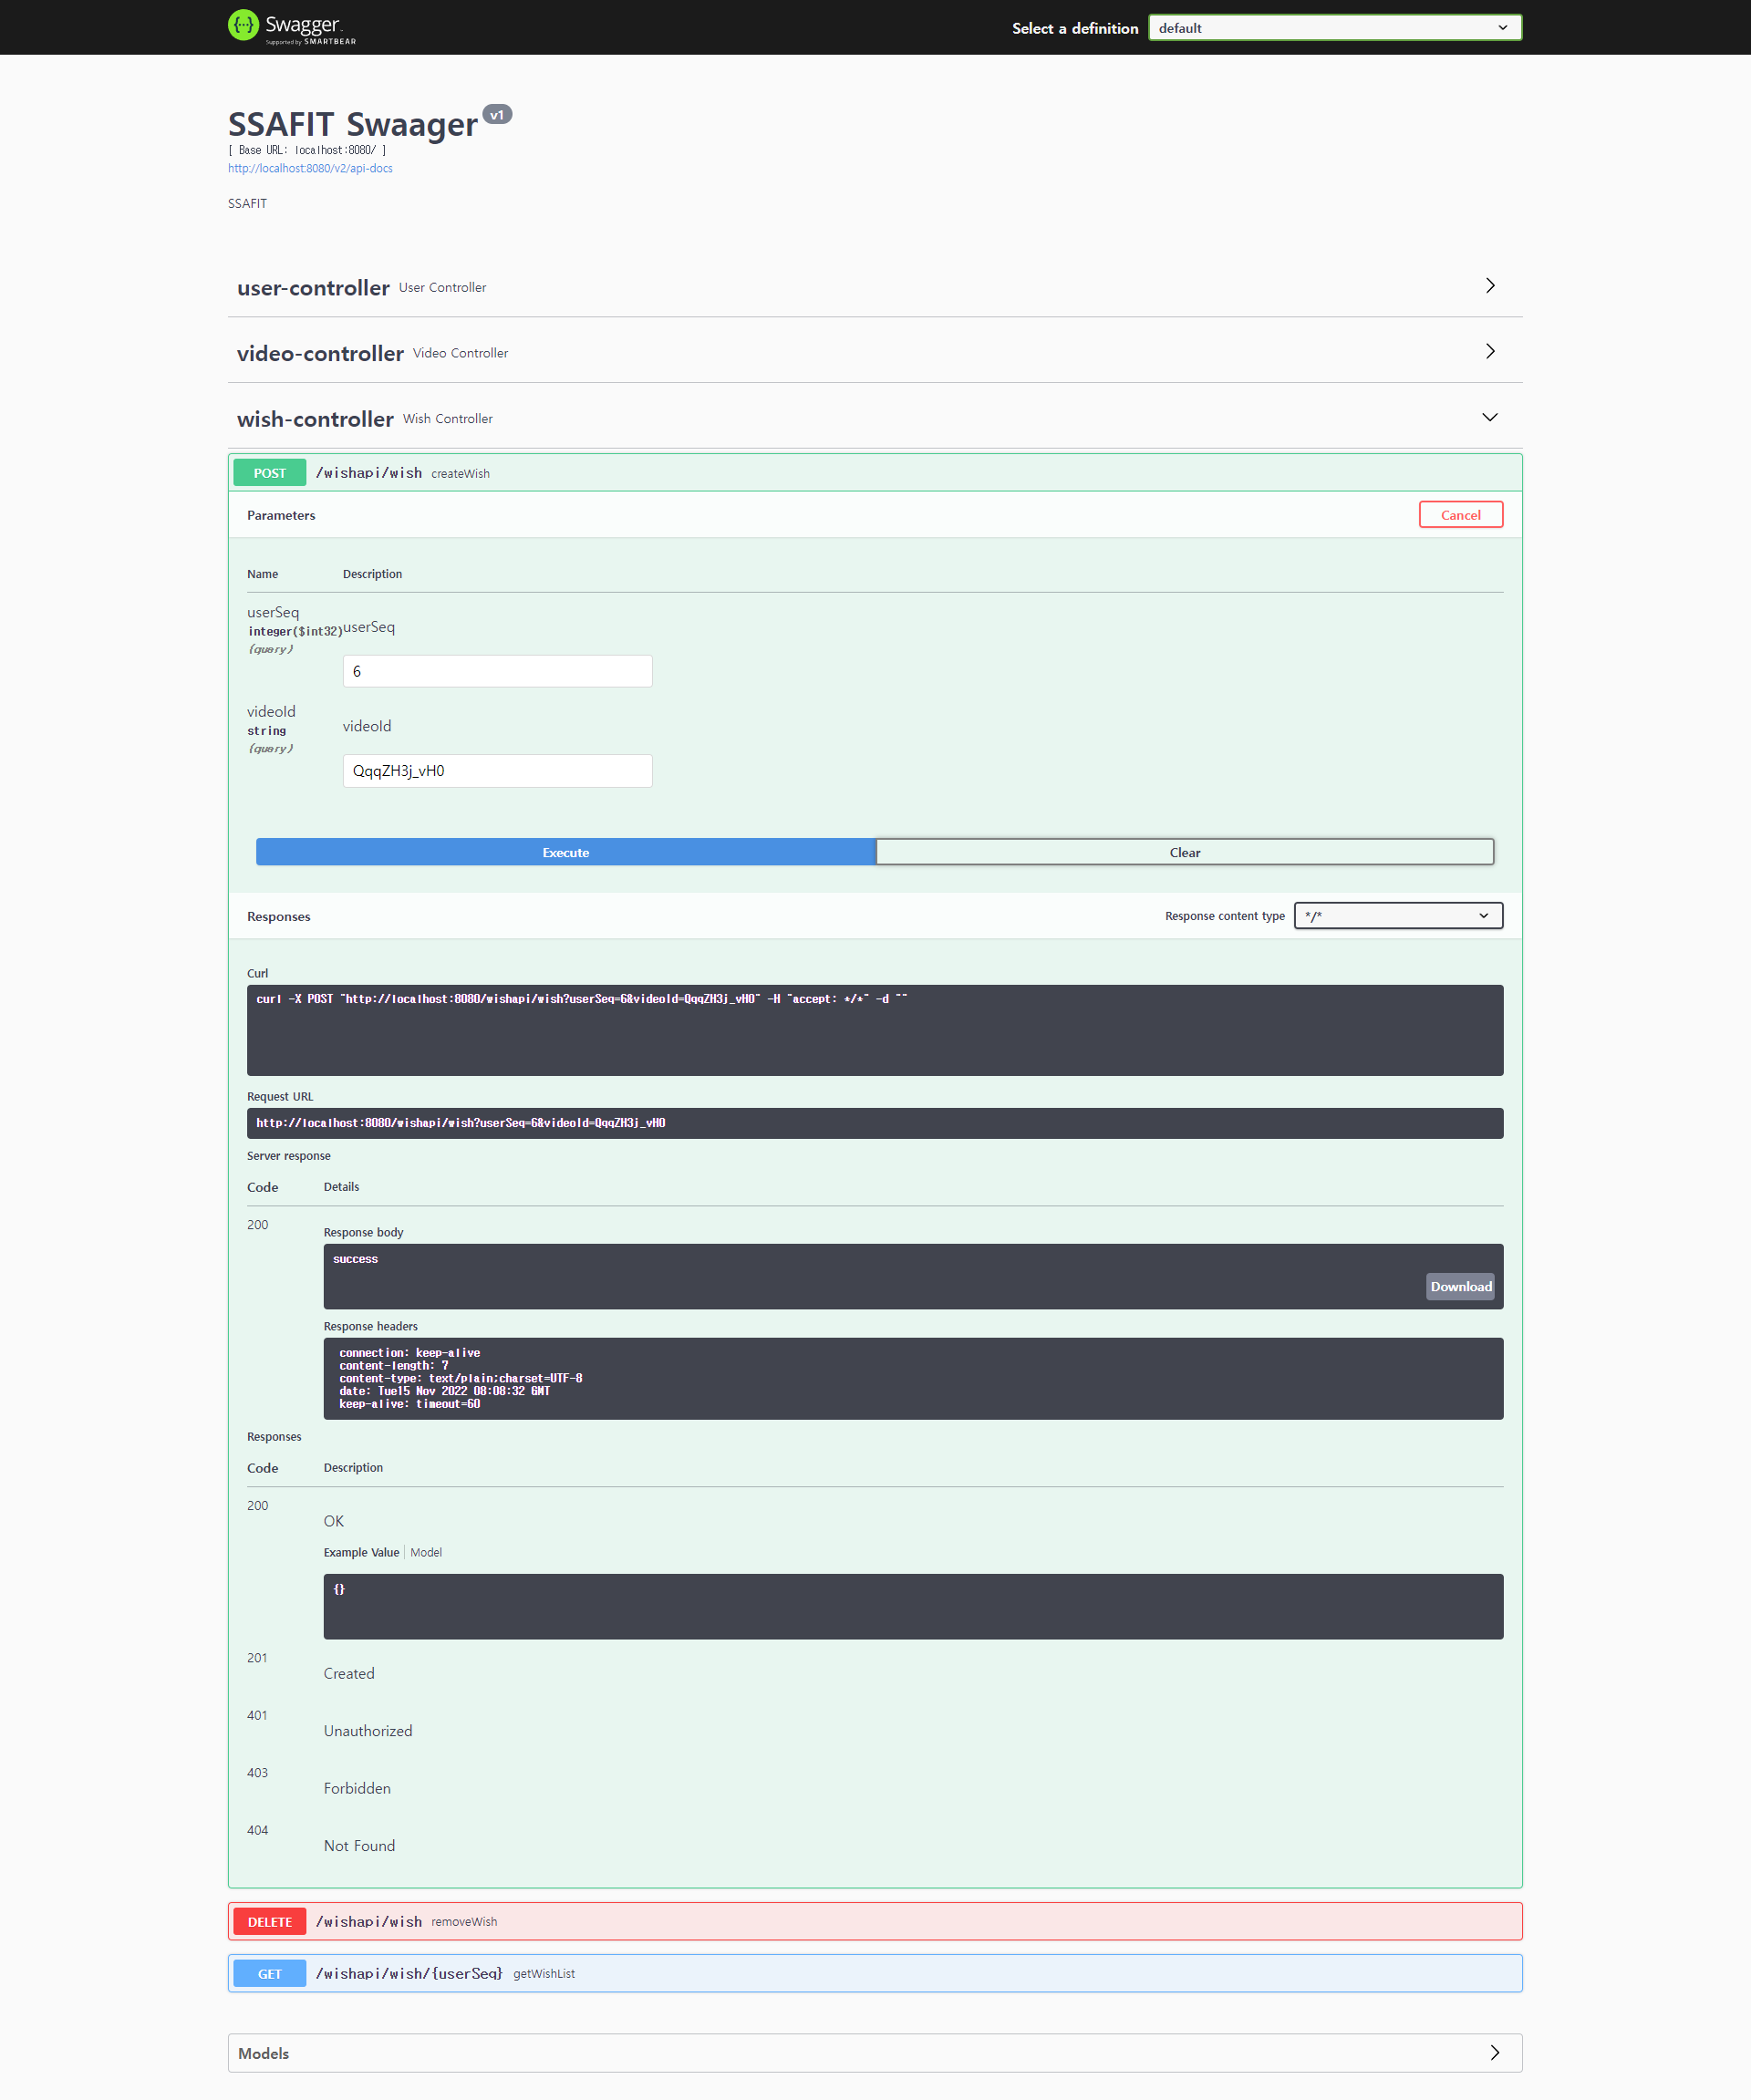 Swagger
Supported by SMARTBEAR
Select a definition
default
SSAFIT Swaager v1
[ Base URL: localhost:8080/ ]
http://localhost:8080/v2/api-docs
SSAFIT
user-controller User Controller
video-controller Video Controller
wish-controller Wish Controller
POST /wishapi/wish createWish
Parameters
Cancel
Name Description
userSeq
integer($int32)
(query)
userSeq
6
videoId
string
(query)
videoId
QqqZH3j_vH0
Execute Clear
Responses
Response content type
*/*
Curl
curl -X POST "http://localhost:8080/wishapi/wish?userSeq=6&videoId=QqqZH3j_vH0" -H "accept: */*" -d ""
Request URL
http://localhost:8080/wishapi/wish?userSeq=6&videoId=QqqZH3j_vH0
Server response
Code Details
200
Response body
success
Download
Response headers
connection: keep-alive
content-length: 7
content-type: text/plain;charset=UTF-8
date: Tue15 Nov 2022 08:08:32 GMT
keep-alive: timeout=60
Responses
Code Description
200
OK
Example Value Model
{}
201
Created
401
Unauthorized
403
Forbidden
404
Not Found
DELETE /wishapi/wish removeWish
GET /wishapi/wish/{userSeq} getWishList
Models